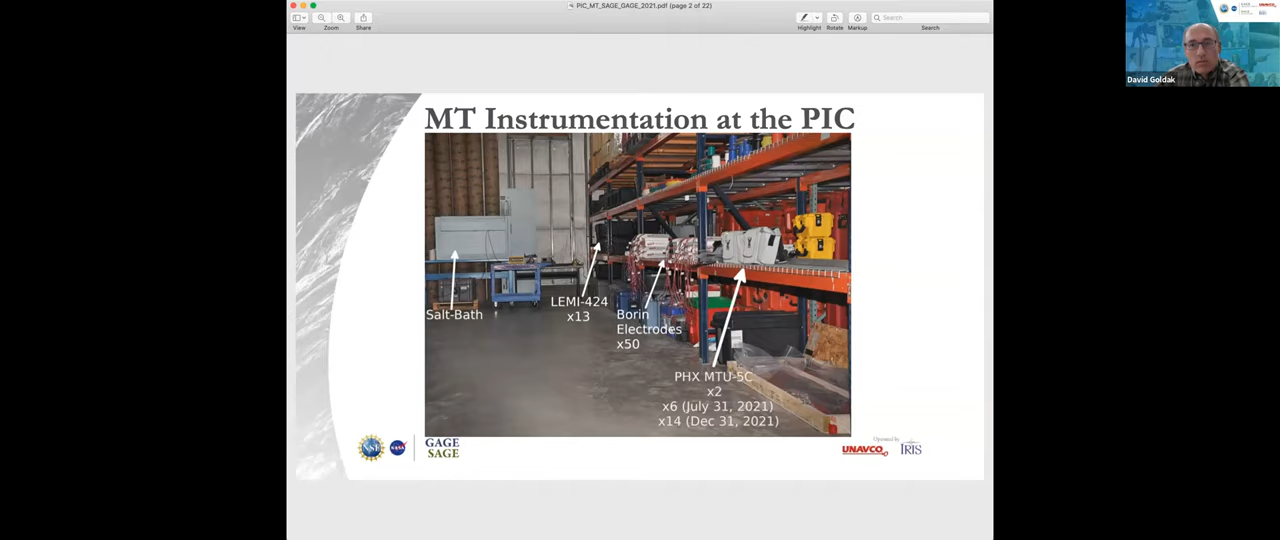 PIC_MT_SAGE_GAGE_2021.pdf (page 2 of 22)
View
Zoom
Share
Highlight
Rotate
Markup
Search
Search
David Goldak
MT Instrumentation at the PIC
Salt-Bath
LEMI-424
x13
Borin
Electrodes
x50
PHX MTU-5C
x2
x6 (July 31, 2021)
x14 (Dec 31, 2021)
NSF
NASA
GAGE
SAGE
Operated by
UNAVCO
IRIS